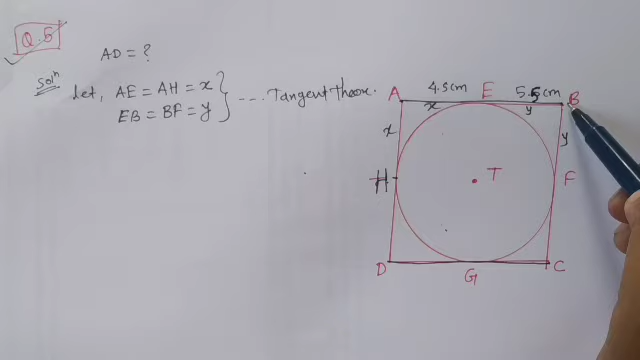 Q.5
AD = ?
Soln
Let, AE = AH = x
EB = BF = y
---- Tangent Theore.
4.5cm
5.5cm
A
E
B
x
y
x
y
H
T
F
D
G
C